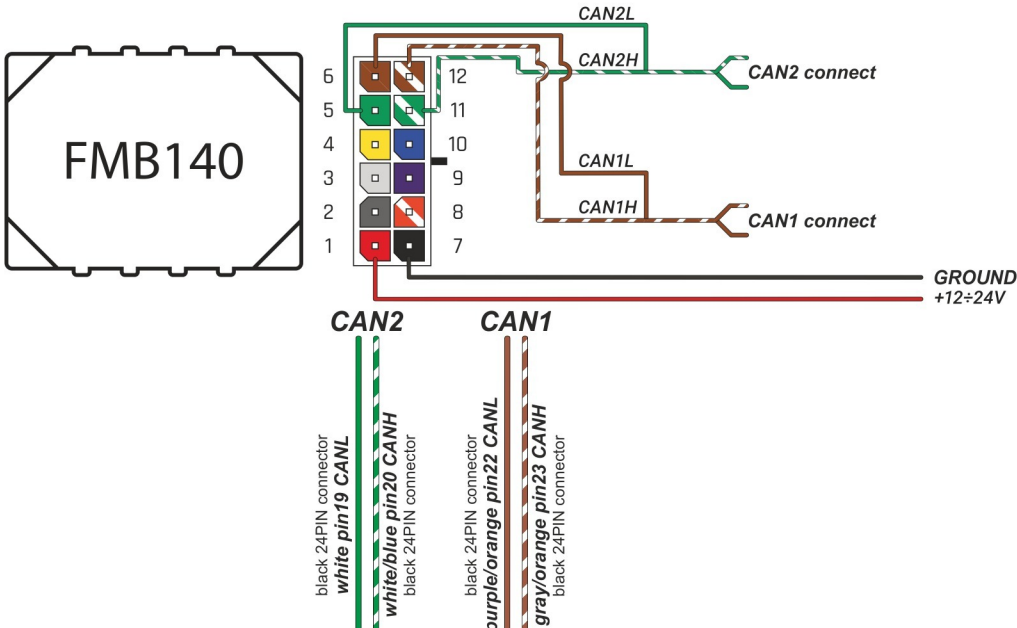 CAN2L
FMB140
6
12
CAN2H
CAN2 connect
5
11
4
10
3
9
CAN1L
2
8
CAN1H
CAN1 connect
1
7
GROUND
+12÷24V
CAN2
CAN1
black 24PIN connector
white pin19 CANL
white/blue pin20 CANH
black 24PIN connector
black 24PIN connector
purple/orange pin22 CANL
gray/orange pin23 CANH
black 24PIN connector